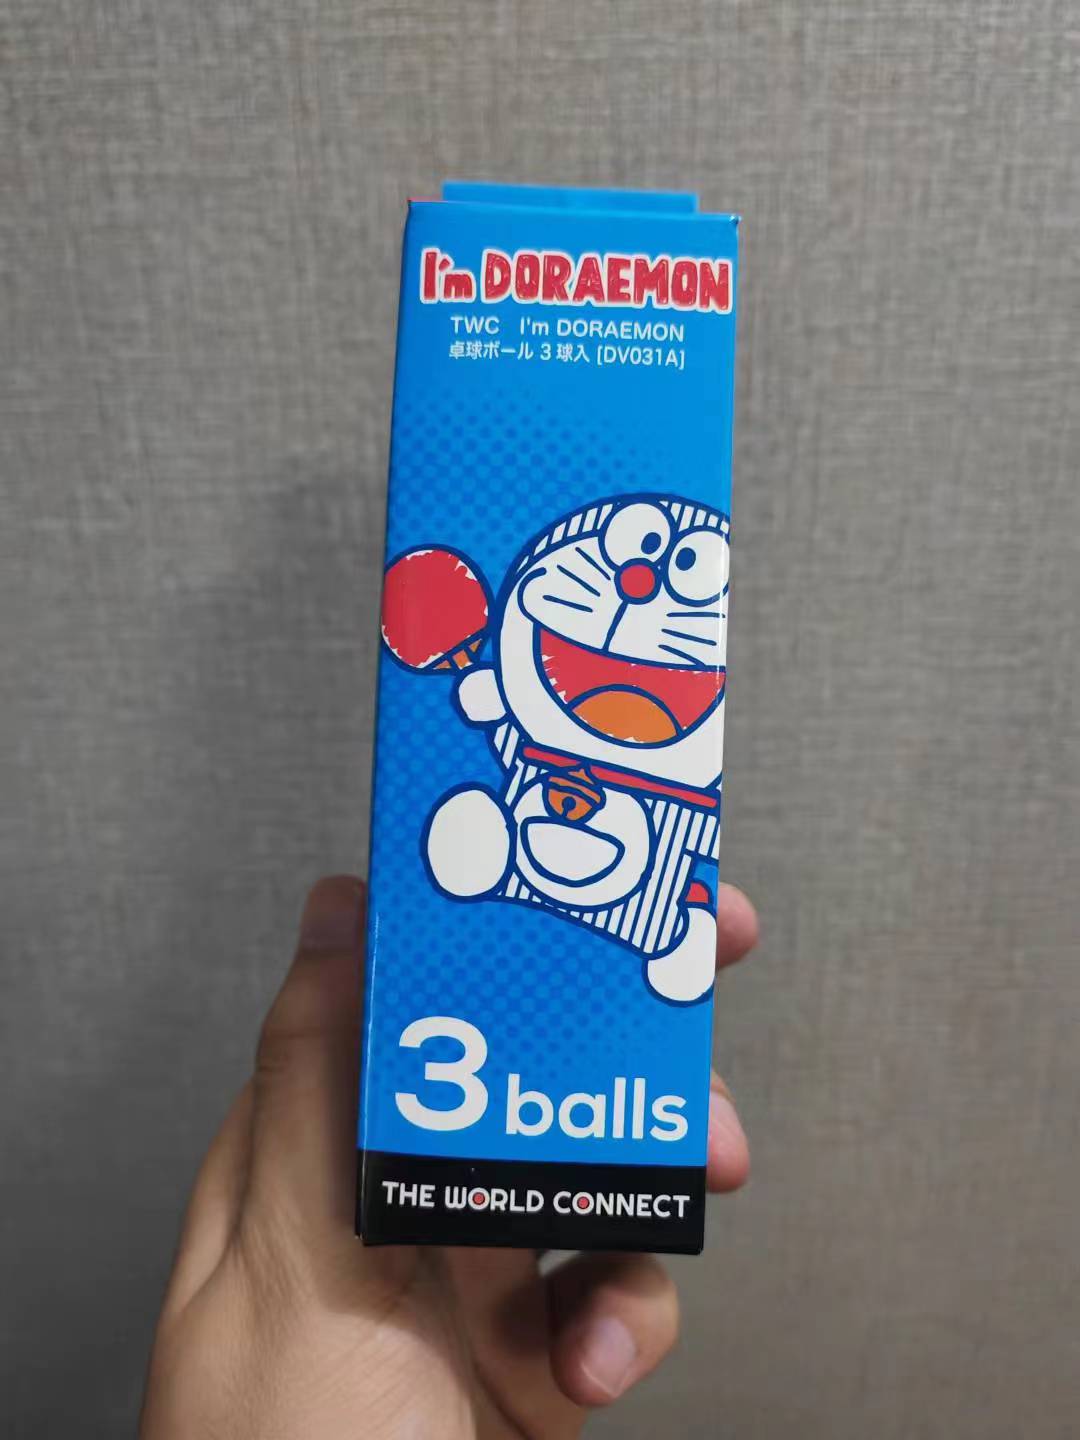 I'm DORAEMON
TWC I'm DORAEMON
卓球ボール 3球入 [DV031A]
3 balls
THE WORLD CONNECT